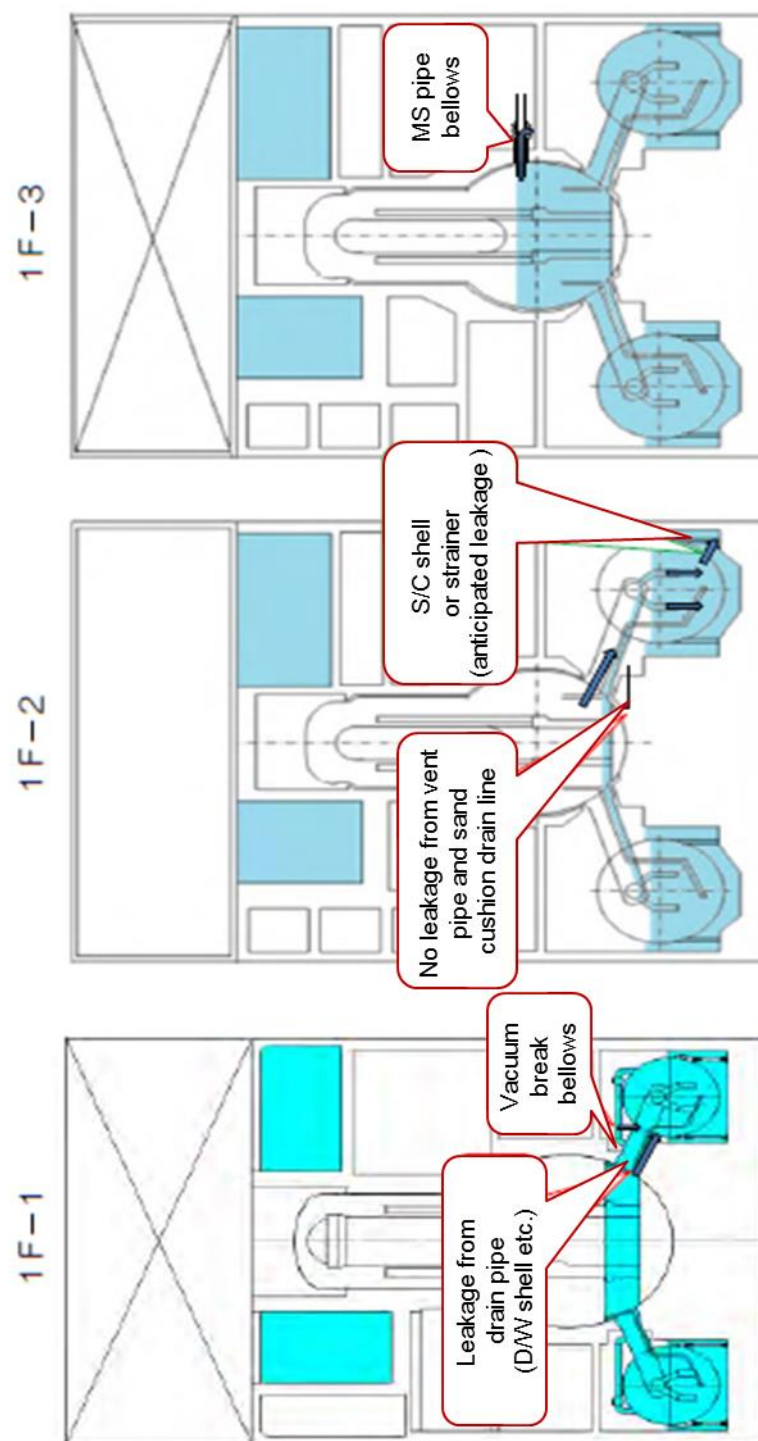 1F-1
1F-2
1F-3
Leakage from
drain pipe
(D/W shell etc.)
Vacuum
break
bellows
No leakage from vent
pipe and sand
cushion drain line
S/C shell
or strainer
(anticipated leakage )
MS pipe
bellows